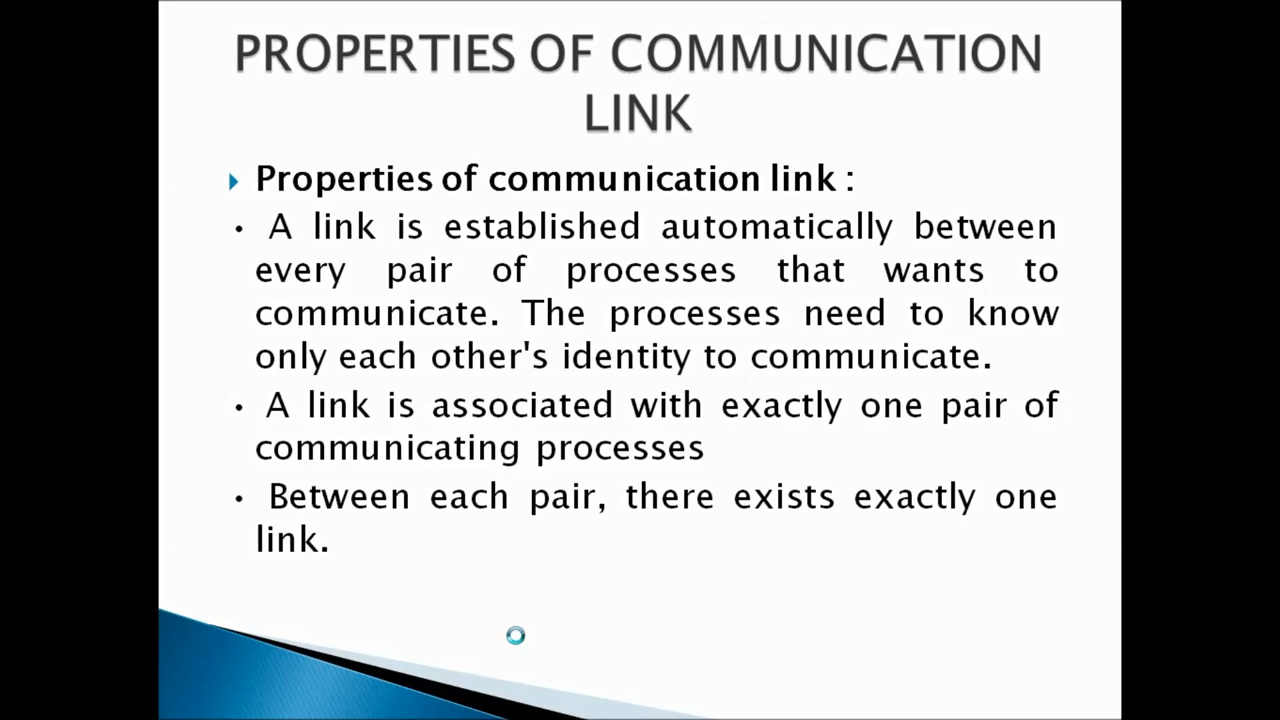 PROPERTIES OF COMMUNICATION
LINK
Properties of communication link :
• A link is established automatically between
every pair of processes that wants to
communicate. The processes need to know
only each other's identity to communicate.
• A link is associated with exactly one pair of
communicating processes
• Between each pair, there exists exactly one
link.